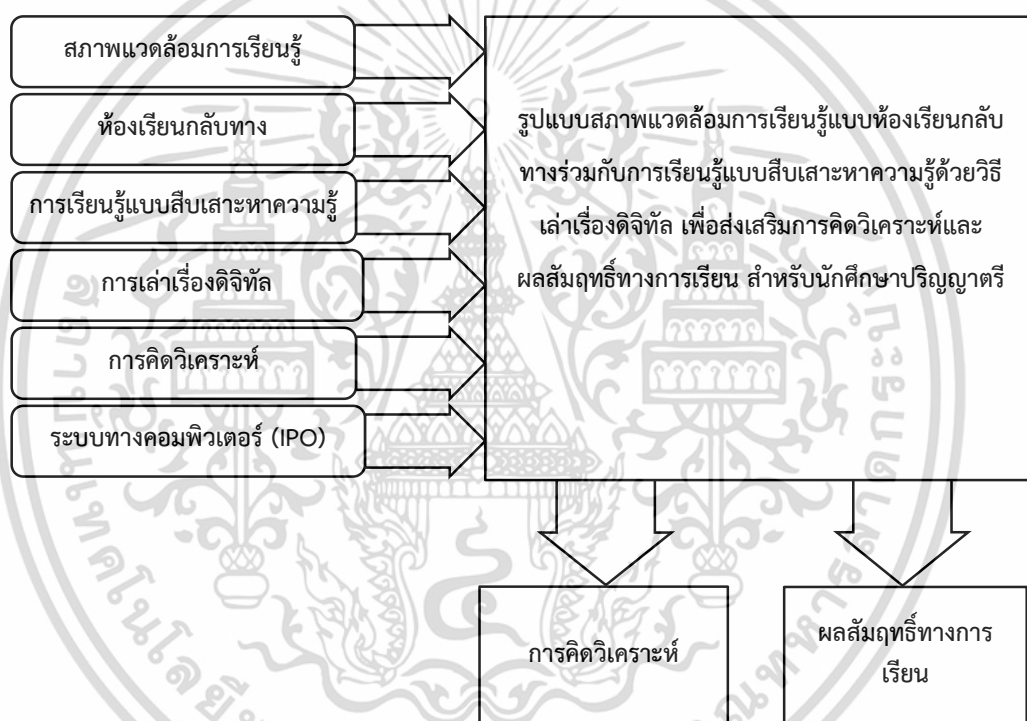 สภาพแวดล้อมการเรียนรู้
ห้องเรียนกลับทาง
การเรียนรู้แบบสืบเสาะหาความรู้
การเล่าเรื่องดิจิทัล
การคิดวิเคราะห์
ระบบทางคอมพิวเตอร์ (IPO)
รูปแบบสภาพแวดล้อมการเรียนรู้แบบห้องเรียนกลับ
ทางร่วมกับการเรียนรู้แบบสืบเสาะหาความรู้ด้วยวิธี
เล่าเรื่องดิจิทัล เพื่อส่งเสริมการคิดวิเคราะห์และ
ผลสัมฤทธิ์ทางการเรียน สำหรับนักศึกษาปริญญาตรี
การคิดวิเคราะห์
ผลสัมฤทธิ์ทางการ
เรียน